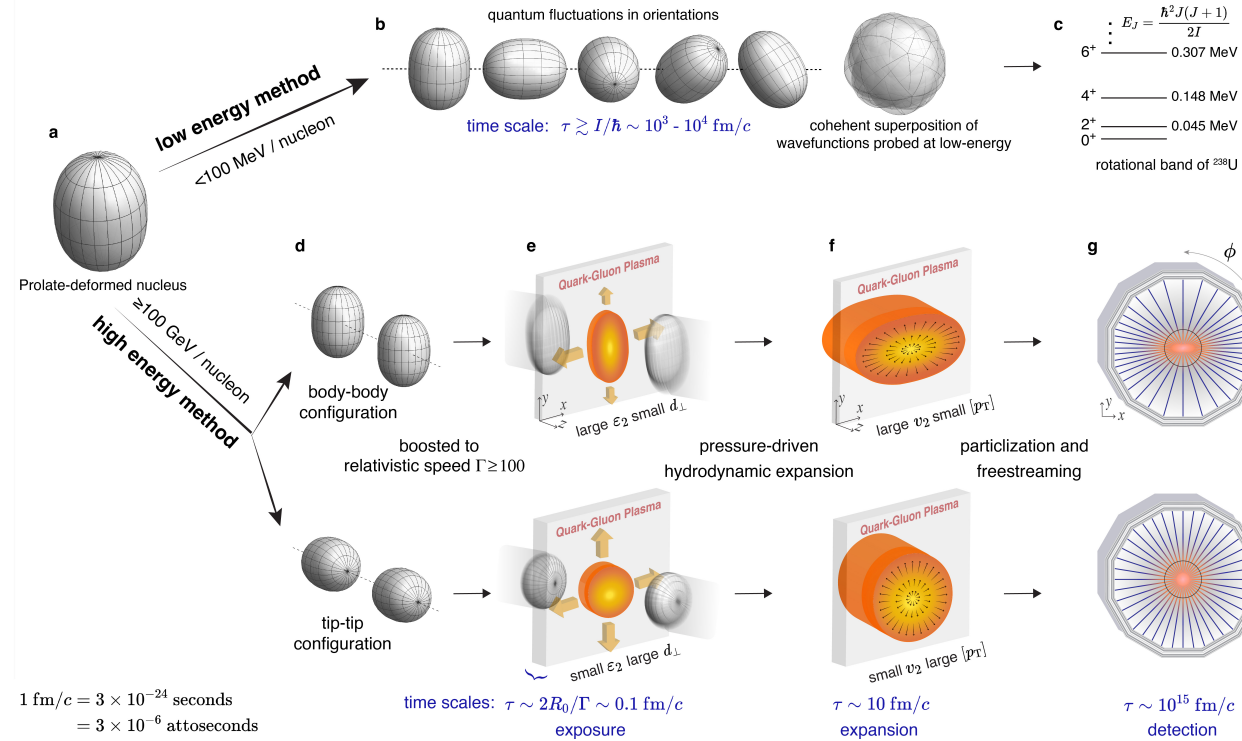 a
Prolate-deformed nucleus
low energy method
<100 MeV / nucleon
≥100 GeV / nucleon
high energy method
b
quantum fluctuations in orientations
time scale: τ ≳ I/ħ ∼ 10³ - 10⁴ fm/c
cohehent superposition of
wavefunctions probed at low-energy
c
E_J = ħ²J(J + 1) / 2I
6⁺ 0.307 MeV
4⁺ 0.148 MeV
2⁺ 0.045 MeV
0⁺
rotational band of ²³⁸U
d
body-body
configuration
boosted to
relativistic speed Γ≥100
tip-tip
configuration
e
Quark-Gluon Plasma
y
x
z
large ε₂ small d⊥
Quark-Gluon Plasma
small ε₂ large d⊥
pressure-driven
hydrodynamic expansion
f
Quark-Gluon Plasma
y
x
z
large v₂ small [p_T]
Quark-Gluon Plasma
small v₂ large [p_T]
particlization and
freestreaming
g
ϕ
y
x
1 fm/c = 3 × 10⁻²⁴ seconds
= 3 × 10⁻⁶ attoseconds
time scales: τ ∼ 2R₀/Γ ∼ 0.1 fm/c
exposure
τ ∼ 10 fm/c
expansion
τ ∼ 10¹⁵ fm/c
detection